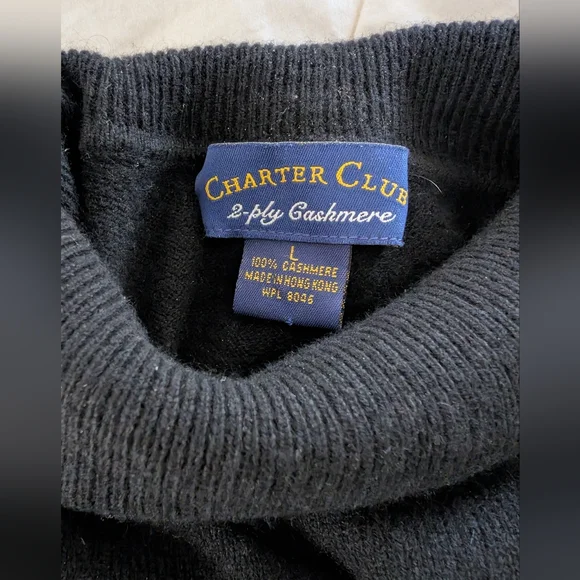 CHARTER CLUB
2-ply Cashmere
L
100% CASHMERE
MADE IN HONG KONG
WPL 8046